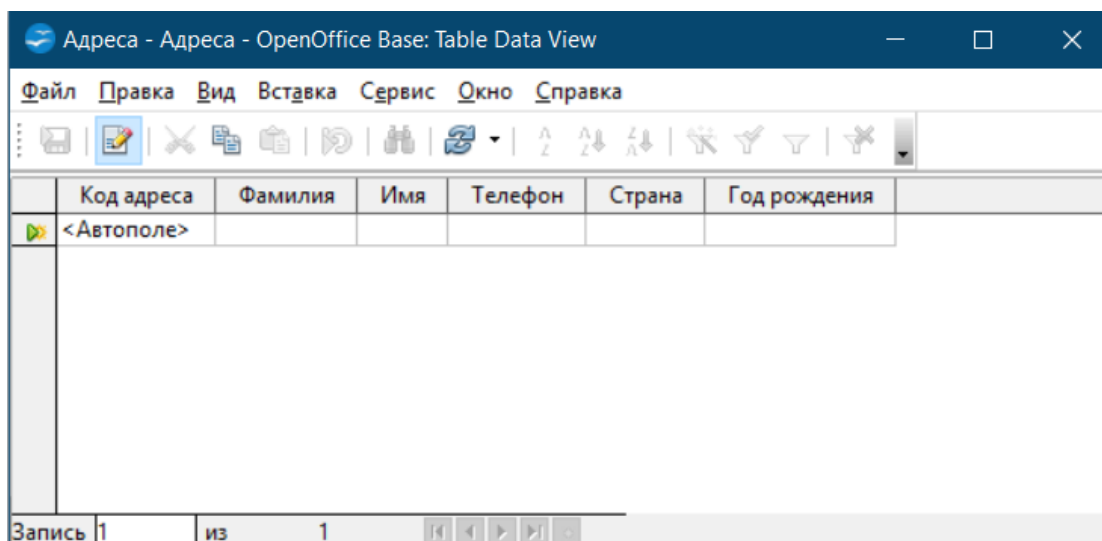 Адреса - Адреса - OpenOffice Base: Table Data View
Файл Правка Вид Вставка Сервис Окно Справка
Код адреса Фамилия Имя Телефон Страна Год рождения
<Автополе>
Запись 1 из 1